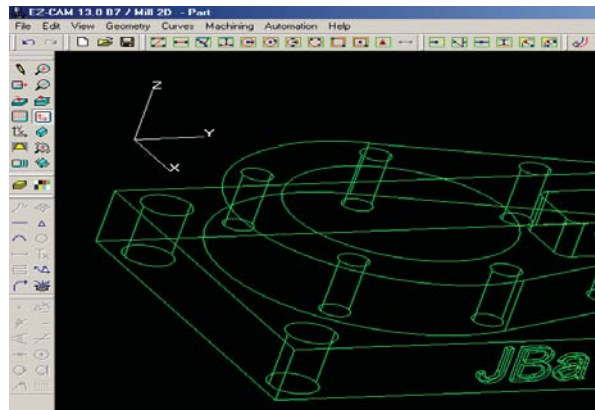 EZ-CAM 13.0 B7 / Mill 2D - Part
File Edit View Geometry Curves Machining Automation Help
Z
Y
X
JBa